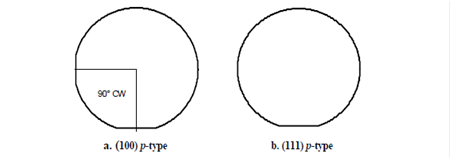 90° CW
a. (100) p-type
b. (111) p-type